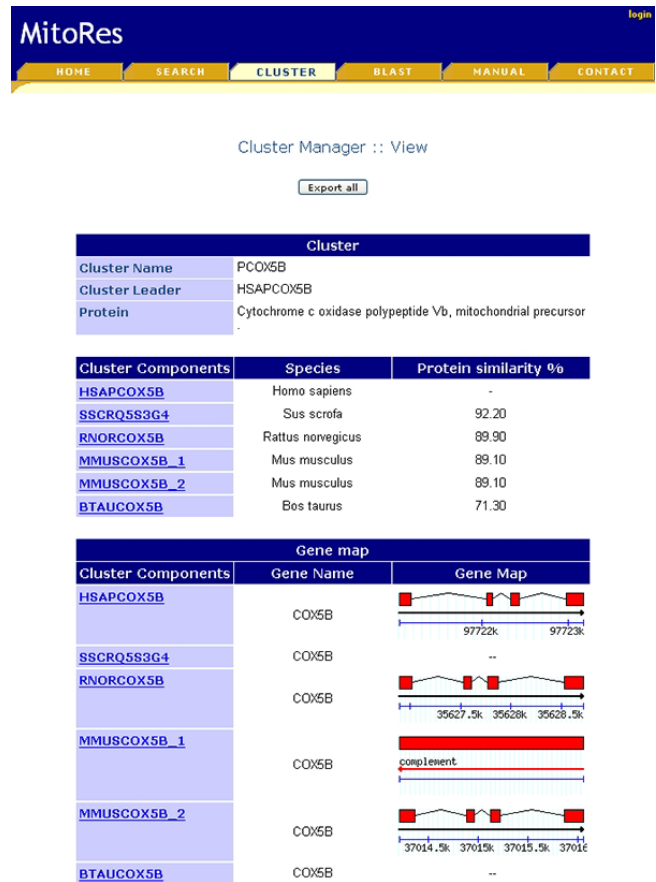 login
MitoRes
HOME SEARCH CLUSTER BLAST MANUAL CONTACT
Cluster Manager :: View
Export all
Cluster
Cluster Name PCOX5B
Cluster Leader HSAPCOX5B
Protein Cytochrome c oxidase polypeptide Vb, mitochondrial precursor
.
Cluster Components Species Protein similarity %
HSAPCOX5B Homo sapiens -
SSCRQ5S3G4 Sus scrofa 92.20
RNORCOX5B Rattus norvegicus 89.90
MMUSCOX5B_1 Mus musculus 89.10
MMUSCOX5B_2 Mus musculus 89.10
BTAUCOX5B Bos taurus 71.30
Gene map
Cluster Components Gene Name Gene Map
HSAPCOX5B
COX5B
97722k 97723k
SSCRQ5S3G4 COX5B --
RNORCOX5B
COX5B
35627.5k 35628k 35628.5k
MMUSCOX5B_1
COX5B
complement
MMUSCOX5B_2
COX5B
37014.5k 37015k 37015.5k 37016
BTAUCOX5B COX5B --